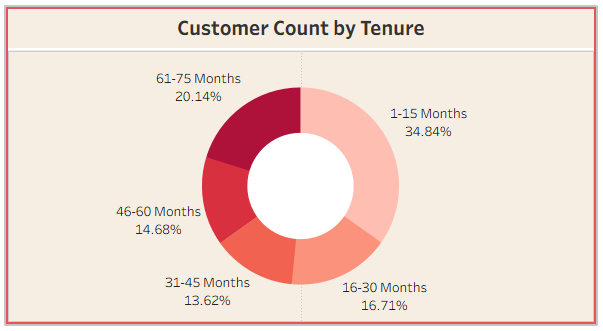 Customer Count by Tenure
61-75 Months
20.14%
1-15 Months
34.84%
46-60 Months
14.68%
31-45 Months
13.62%
16-30 Months
16.71%